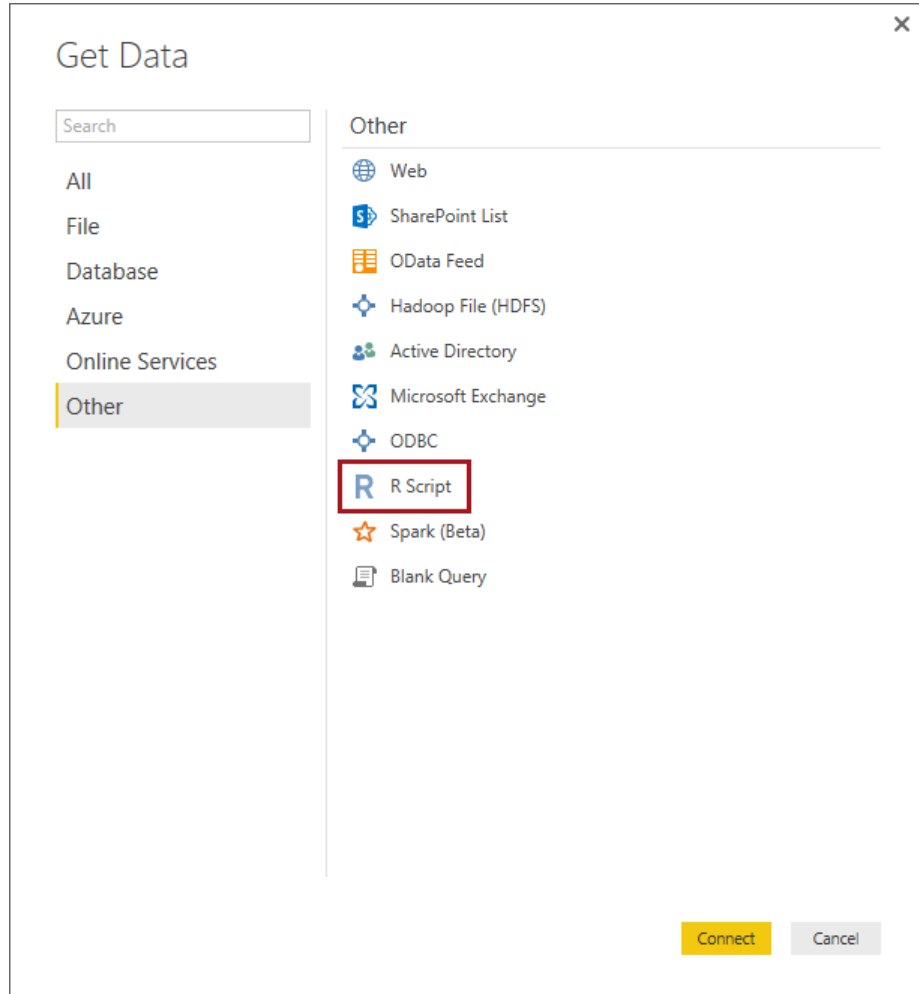 Get Data
Search
All
File
Database
Azure
Online Services
Other
Other
Web
SharePoint List
OData Feed
Hadoop File (HDFS)
Active Directory
Microsoft Exchange
ODBC
R Script
Spark (Beta)
Blank Query
Connect
Cancel